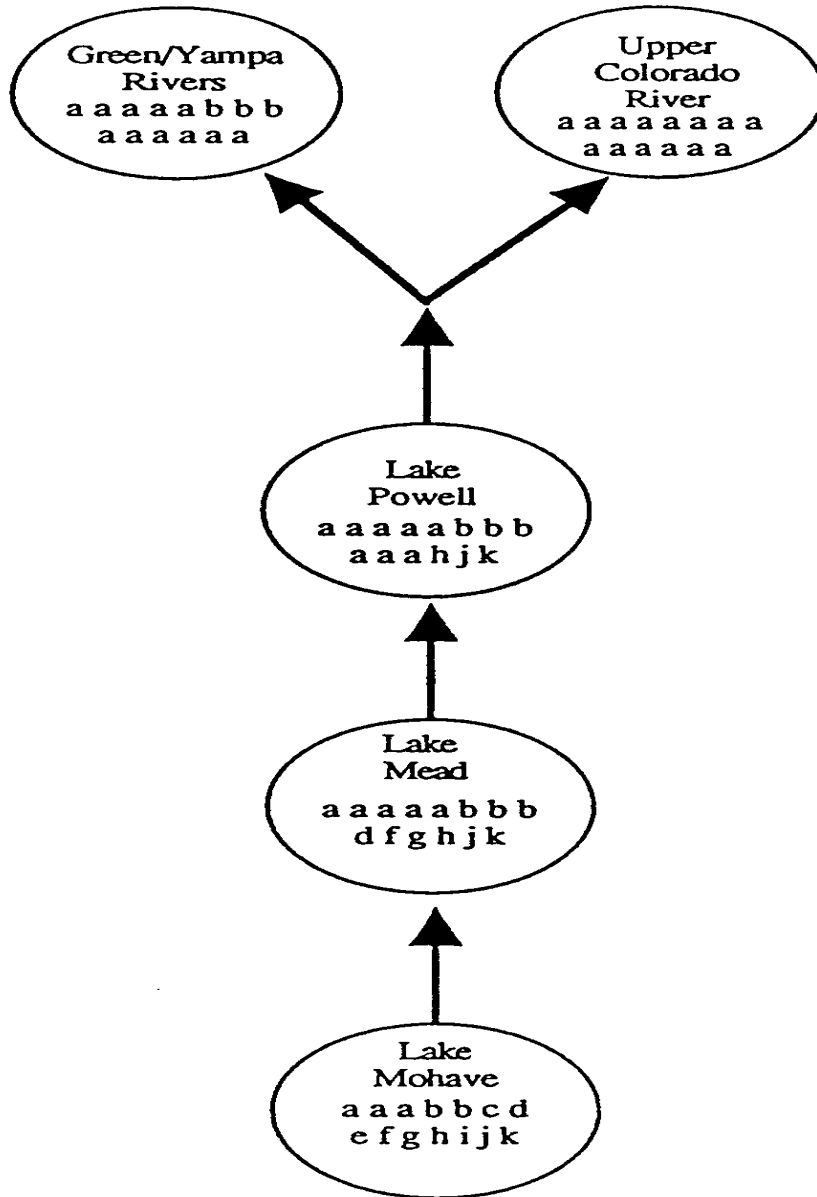 Green/Yampa
Rivers
a a a a a b b b
a a a a a a
Upper
Colorado
River
a a a a a a a a
a a a a a a
Lake
Powell
a a a a a b b b
a a a h j k
Lake
Mead
a a a a a b b b
d f g h j k
Lake
Mohave
a a a b b c d
e f g h i j k